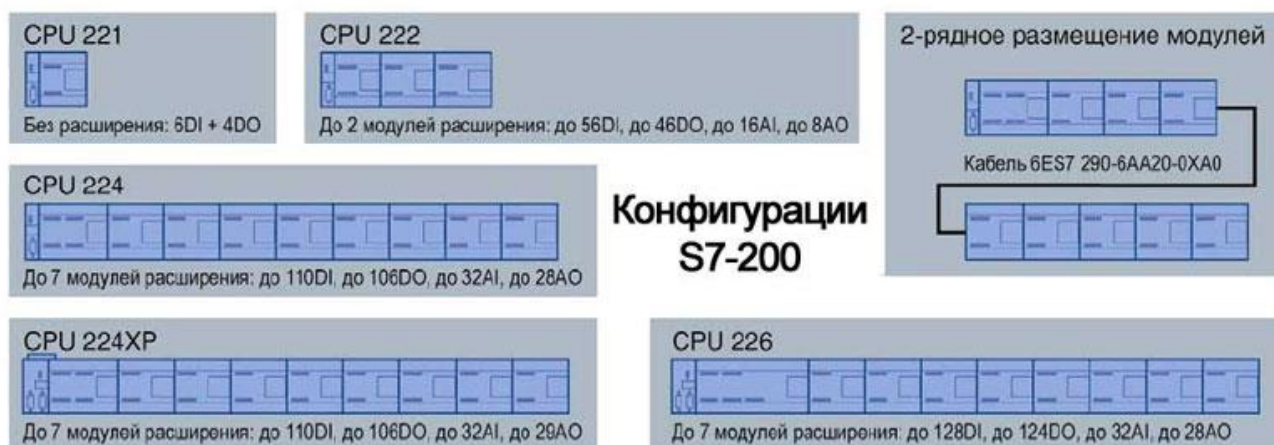 CPU 221
Без расширения: 6DI + 4DO
CPU 222
До 2 модулей расширения: до 56DI, до 46DO, до 16AI, до 8AO
2-рядное размещение модулей
Кабель 6ES7 290-6AA20-0XA0
CPU 224
До 7 модулей расширения: до 110DI, до 106DO, до 32AI, до 28AO
Конфигурации
S7-200
CPU 224XP
До 7 модулей расширения: до 110DI, до 106DO, до 32AI, до 29AO
CPU 226
До 7 модулей расширения: до 128DI, до 124DO, до 32AI, до 28AO